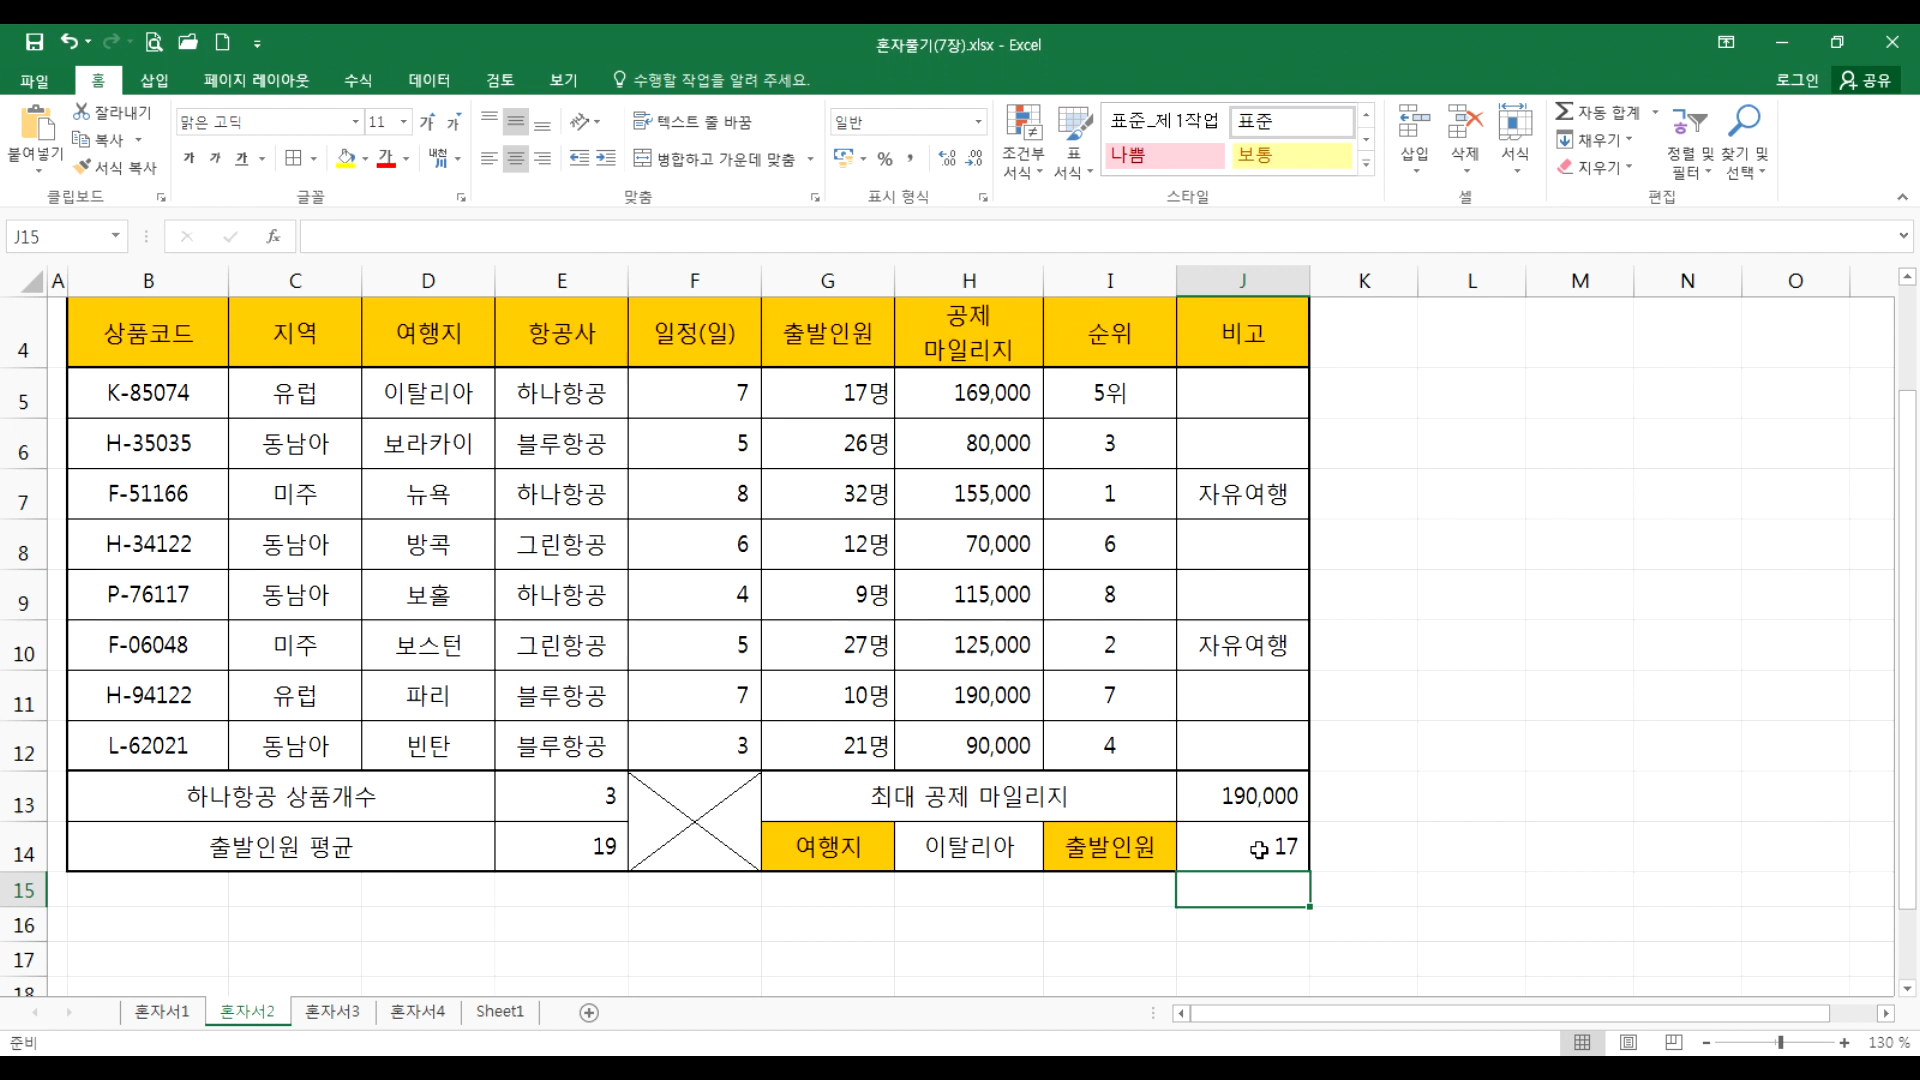 혼자풀기(7장).xlsx - Excel
파일 홈 삽입 페이지 레이아웃 수식 데이터 검토 보기 수행할 작업을 알려 주세요. 로그인 공유
붙여넣기 잘라내기 복사 서식 복사 클립보드
맑은 고딕 11 가 가 가 가 가 가 내천 글꼴
텍스트 줄 바꿈 병합하고 가운데 맞춤 맞춤
일반 % , 표시 형식
조건부 서식 표 서식 표준_제1작업 표준 나쁨 보통 스타일
삽입 삭제 서식 셀
자동 합계 채우기 지우기 정렬 및 필터 찾기 및 선택 편집
J15 fx
A B C D E F G H I J K L M N O
4 상품코드 지역 여행지 항공사 일정(일) 출발인원 공제 마일리지 순위 비고
5 K-85074 유럽 이탈리아 하나항공 7 17명 169,000 5위
6 H-35035 동남아 보라카이 블루항공 5 26명 80,000 3
7 F-51166 미주 뉴욕 하나항공 8 32명 155,000 1 자유여행
8 H-34122 동남아 방콕 그린항공 6 12명 70,000 6
9 P-76117 동남아 보홀 하나항공 4 9명 115,000 8
10 F-06048 미주 보스턴 그린항공 5 27명 125,000 2 자유여행
11 H-94122 유럽 파리 블루항공 7 10명 190,000 7
12 L-62021 동남아 빈탄 블루항공 3 21명 90,000 4
13 하나항공 상품개수 3 최대 공제 마일리지 190,000
14 출발인원 평균 19 여행지 이탈리아 출발인원 17
15
16
17
18
혼자서1 혼자서2 혼자서3 혼자서4 Sheet1
준비 130 %